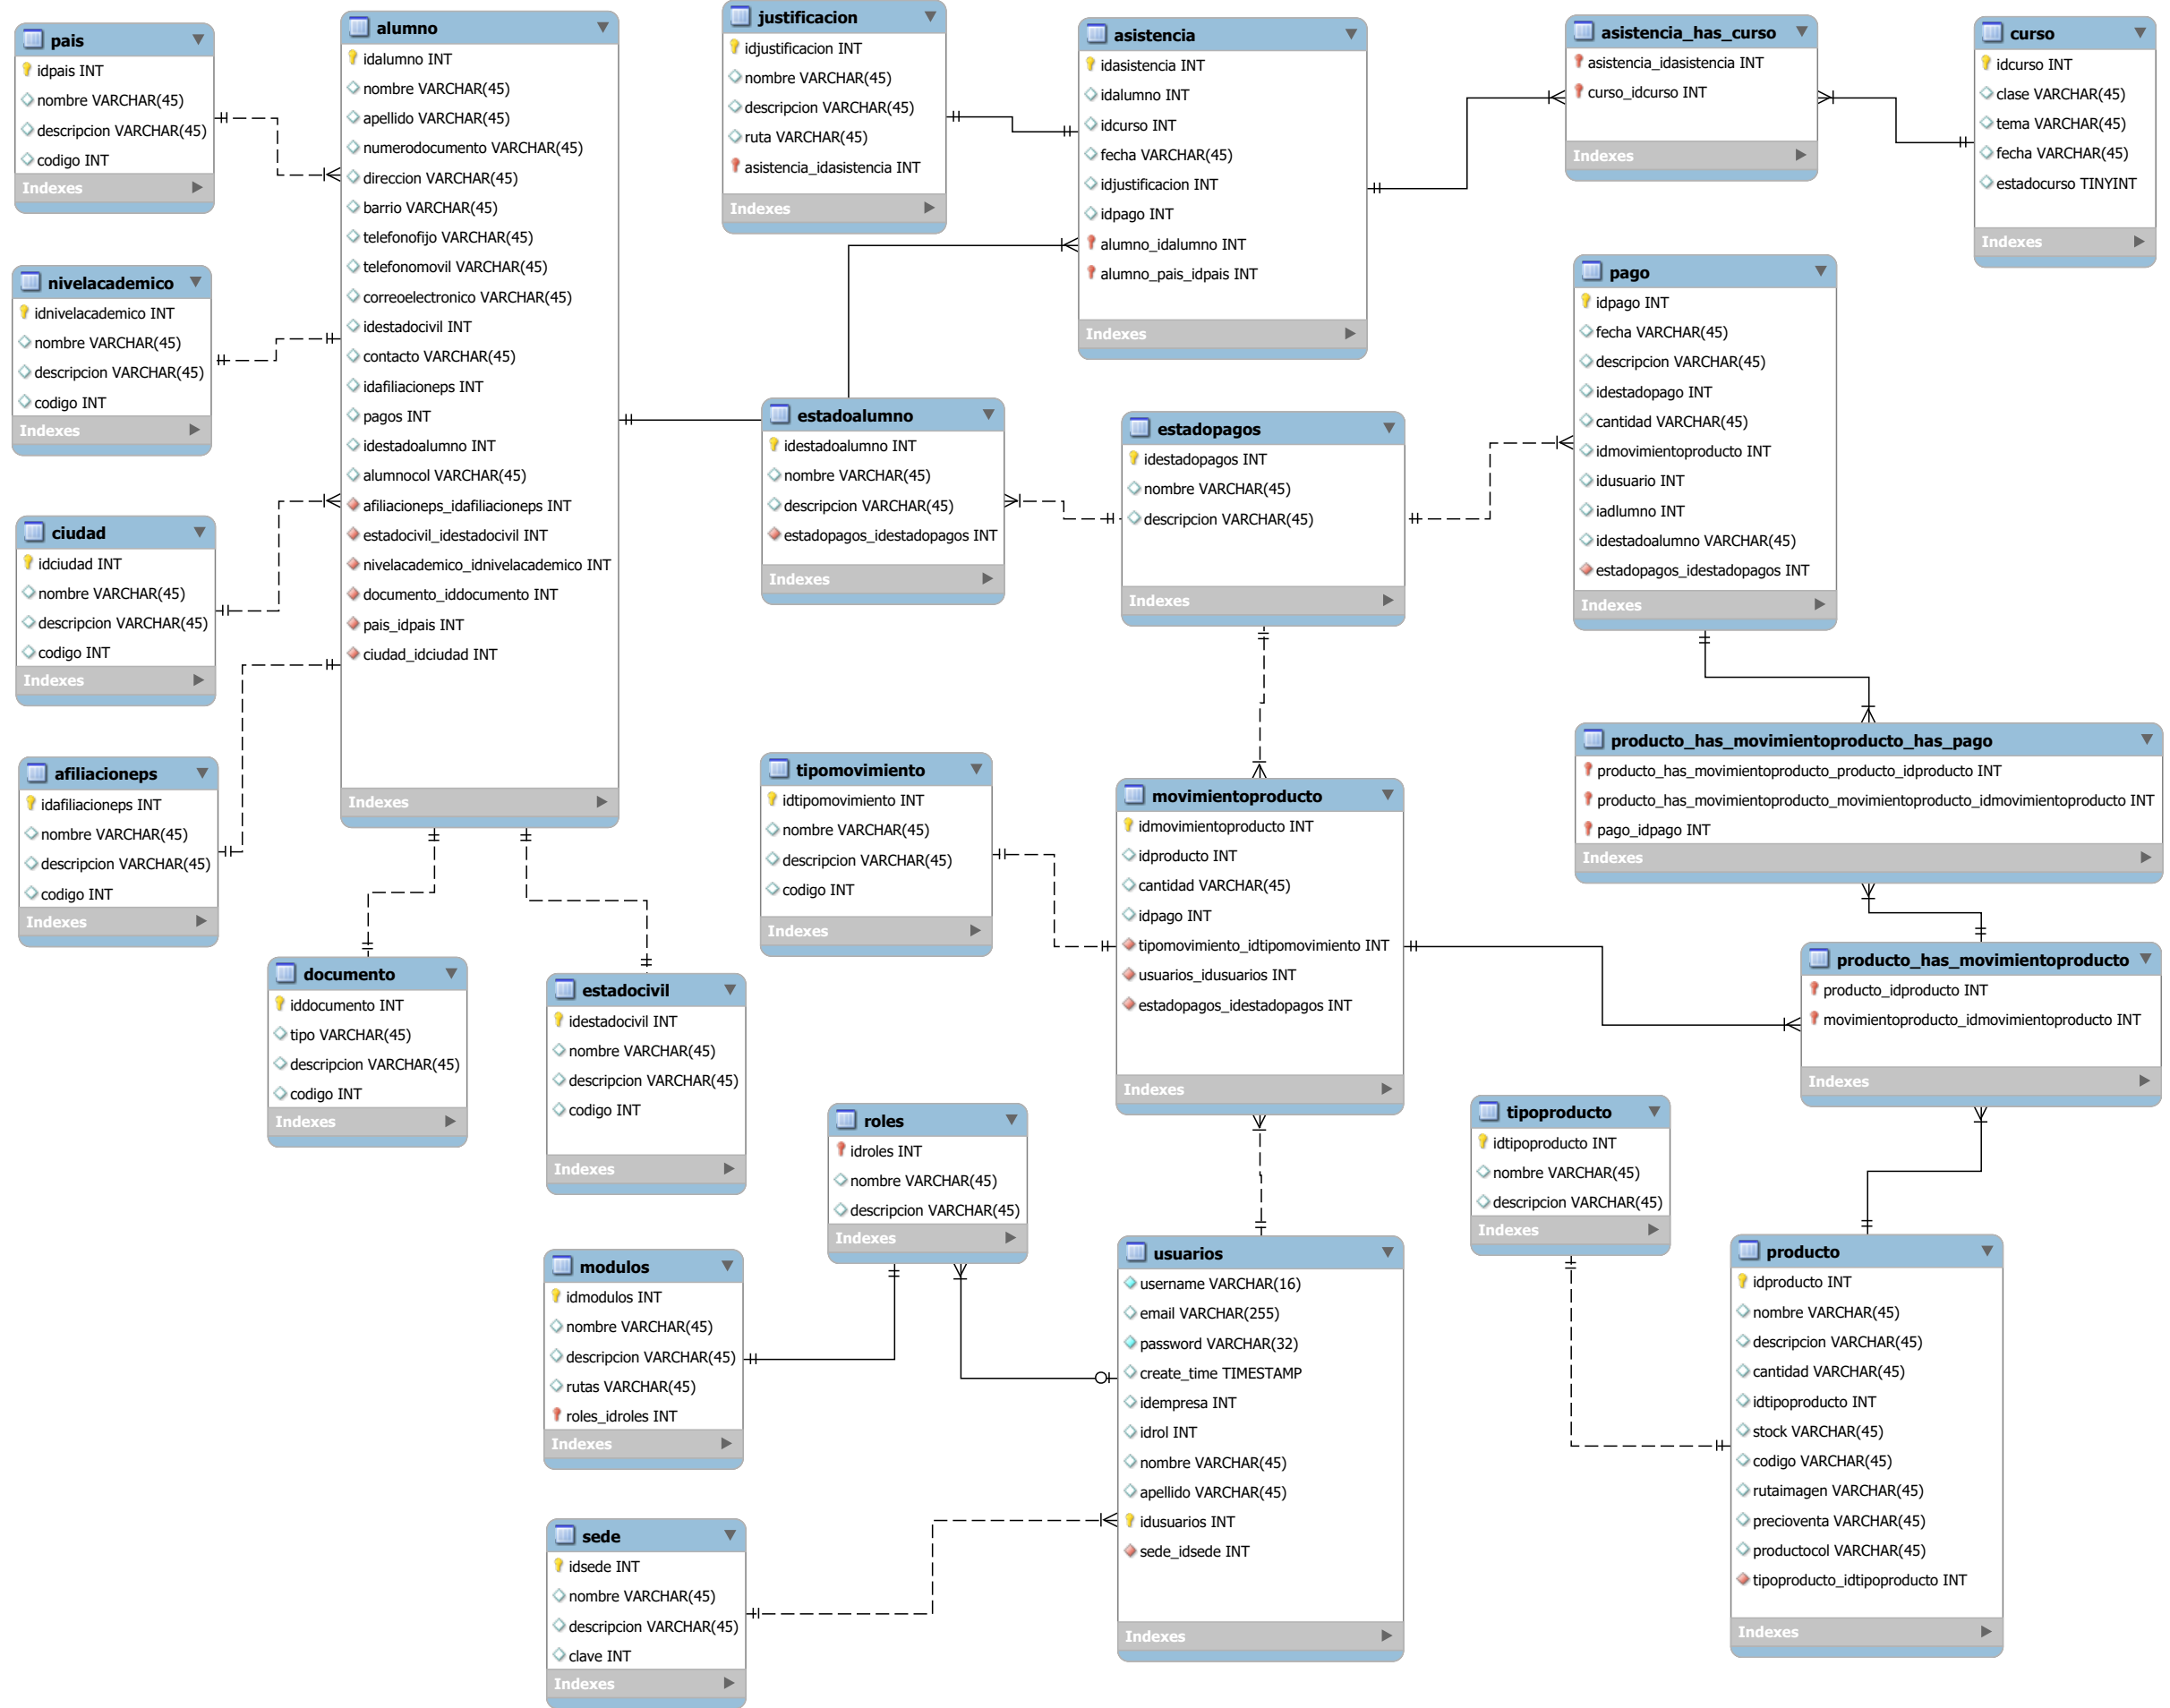 pais
idpais INT
nombre VARCHAR(45)
descripcion VARCHAR(45)
codigo INT
Indexes
alumno
idalumno INT
nombre VARCHAR(45)
apellido VARCHAR(45)
numerodocumento VARCHAR(45)
direccion VARCHAR(45)
barrio VARCHAR(45)
telefonofijo VARCHAR(45)
telefonomovil VARCHAR(45)
correoelectronico VARCHAR(45)
idestadocivil INT
contacto VARCHAR(45)
idafiliacioneps INT
pagos INT
idestadoalumno INT
alumnocol VARCHAR(45)
afiliacioneps_idafiliacioneps INT
estadocivil_idestadocivil INT
nivelacademico_idnivelacademico INT
documento_iddocumento INT
pais_idpais INT
ciudad_idciudad INT
Indexes
justificacion
idjustificacion INT
nombre VARCHAR(45)
descripcion VARCHAR(45)
ruta VARCHAR(45)
asistencia_idasistencia INT
Indexes
asistencia
idasistencia INT
idalumno INT
idcurso INT
fecha VARCHAR(45)
idjustificacion INT
idpago INT
alumno_idalumno INT
alumno_pais_idpais INT
Indexes
asistencia_has_curso
asistencia_idasistencia INT
curso_idcurso INT
Indexes
curso
idcurso INT
clase VARCHAR(45)
tema VARCHAR(45)
fecha VARCHAR(45)
estadocurso TINYINT
Indexes
nivelacademico
idnivelacademico INT
nombre VARCHAR(45)
descripcion VARCHAR(45)
codigo INT
Indexes
pago
idpago INT
fecha VARCHAR(45)
descripcion VARCHAR(45)
idestadopago INT
cantidad VARCHAR(45)
idmovimientoproducto INT
idusuario INT
iadlumno INT
idestadoalumno VARCHAR(45)
estadopagos_idestadopagos INT
Indexes
estadoalumno
idestadoalumno INT
nombre VARCHAR(45)
descripcion VARCHAR(45)
estadopagos_idestadopagos INT
Indexes
estadopagos
idestadopagos INT
nombre VARCHAR(45)
descripcion VARCHAR(45)
Indexes
ciudad
idciudad INT
nombre VARCHAR(45)
descripcion VARCHAR(45)
codigo INT
Indexes
afiliacioneps
idafiliacioneps INT
nombre VARCHAR(45)
descripcion VARCHAR(45)
codigo INT
Indexes
tipomovimiento
idtipomovimiento INT
nombre VARCHAR(45)
descripcion VARCHAR(45)
codigo INT
Indexes
movimientoproducto
idmovimientoproducto INT
idproducto INT
cantidad VARCHAR(45)
idpago INT
tipomovimiento_idtipomovimiento INT
usuarios_idusuarios INT
estadopagos_idestadopagos INT
Indexes
producto_has_movimientoproducto_has_pago
producto_has_movimientoproducto_producto_idproducto INT
producto_has_movimientoproducto_movimientoproducto_idmovimientoproducto INT
pago_idpago INT
Indexes
producto_has_movimientoproducto
producto_idproducto INT
movimientoproducto_idmovimientoproducto INT
Indexes
documento
iddocumento INT
tipo VARCHAR(45)
descripcion VARCHAR(45)
codigo INT
Indexes
estadocivil
idestadocivil INT
nombre VARCHAR(45)
descripcion VARCHAR(45)
codigo INT
Indexes
roles
idroles INT
nombre VARCHAR(45)
descripcion VARCHAR(45)
Indexes
tipoproducto
idtipoproducto INT
nombre VARCHAR(45)
descripcion VARCHAR(45)
Indexes
modulos
idmodulos INT
nombre VARCHAR(45)
descripcion VARCHAR(45)
rutas VARCHAR(45)
roles_idroles INT
Indexes
usuarios
username VARCHAR(16)
email VARCHAR(255)
password VARCHAR(32)
create_time TIMESTAMP
idempresa INT
idrol INT
nombre VARCHAR(45)
apellido VARCHAR(45)
idusuarios INT
sede_idsede INT
Indexes
producto
idproducto INT
nombre VARCHAR(45)
descripcion VARCHAR(45)
cantidad VARCHAR(45)
idtipoproducto INT
stock VARCHAR(45)
codigo VARCHAR(45)
rutaimagen VARCHAR(45)
precioventa VARCHAR(45)
productocol VARCHAR(45)
tipoproducto_idtipoproducto INT
Indexes
sede
idsede INT
nombre VARCHAR(45)
descripcion VARCHAR(45)
clave INT
Indexes